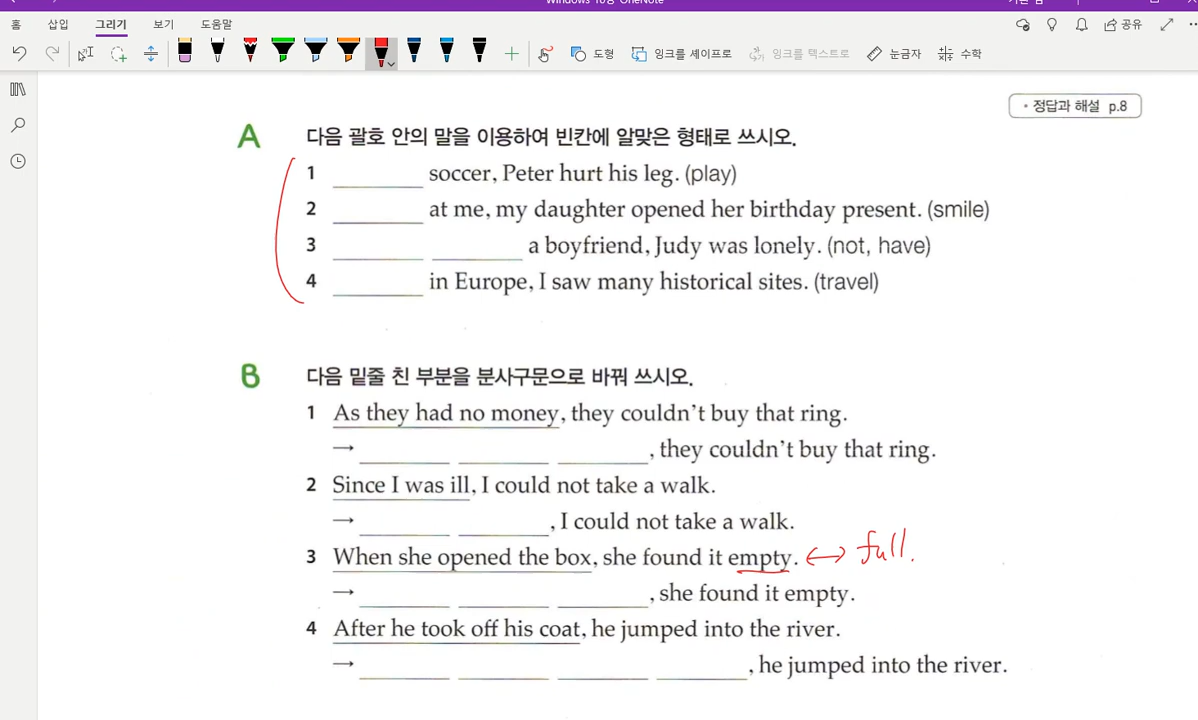 Windows 10용 OneNote
홈 삽입 그리기 보기 도움말
공유
도형 잉크를 셰이프로 잉크를 텍스트로 눈금자 수학
• 정답과 해설 p.8
A 다음 괄호 안의 말을 이용하여 빈칸에 알맞은 형태로 쓰시오.
1 ________ soccer, Peter hurt his leg. (play)
2 ________ at me, my daughter opened her birthday present. (smile)
3 ________ ________ a boyfriend, Judy was lonely. (not, have)
4 ________ in Europe, I saw many historical sites. (travel)
B 다음 밑줄 친 부분을 분사구문으로 바꿔 쓰시오.
1 As they had no money, they couldn't buy that ring.
→ ________ ________ ________, they couldn't buy that ring.
2 Since I was ill, I could not take a walk.
→ ________ ________, I could not take a walk.
3 When she opened the box, she found it empty. ↔ full.
→ ________ ________ ________, she found it empty.
4 After he took off his coat, he jumped into the river.
→ ________ ________ ________ ________, he jumped into the river.